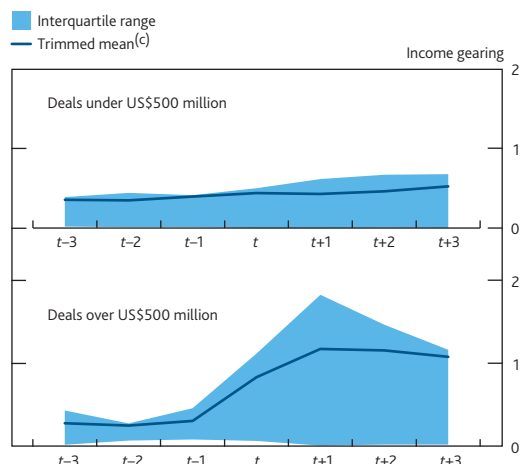 Interquartile range
Trimmed mean(c)
Income gearing
2
Deals under US$500 million
1
0
t–3 t–2 t–1 t t+1 t+2 t+3
2
Deals over US$500 million
1
0
t–3 t–2 t–1 t t+1 t+2 t+3